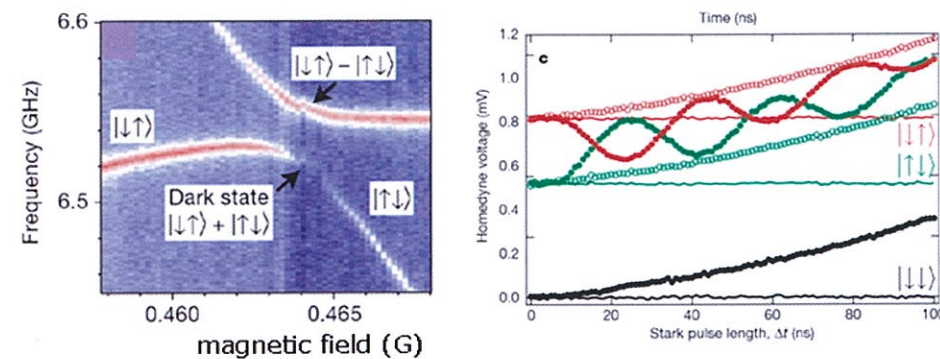 6.6
6.5
Frequency (GHz)
|↓↑⟩ − |↑↓⟩
|↓↑⟩
Dark state
|↓↑⟩ + |↑↓⟩
|↑↓⟩
0.460
0.465
magnetic field (G)
Time (ns)
c
1.2
1.0
0.8
0.6
0.4
0.2
0.0
Homedyne voltage (mV)
|↓↑⟩
|↑↓⟩
|↓↓⟩
0
20
40
60
80
100
Stark pulse length, Δt (ns)